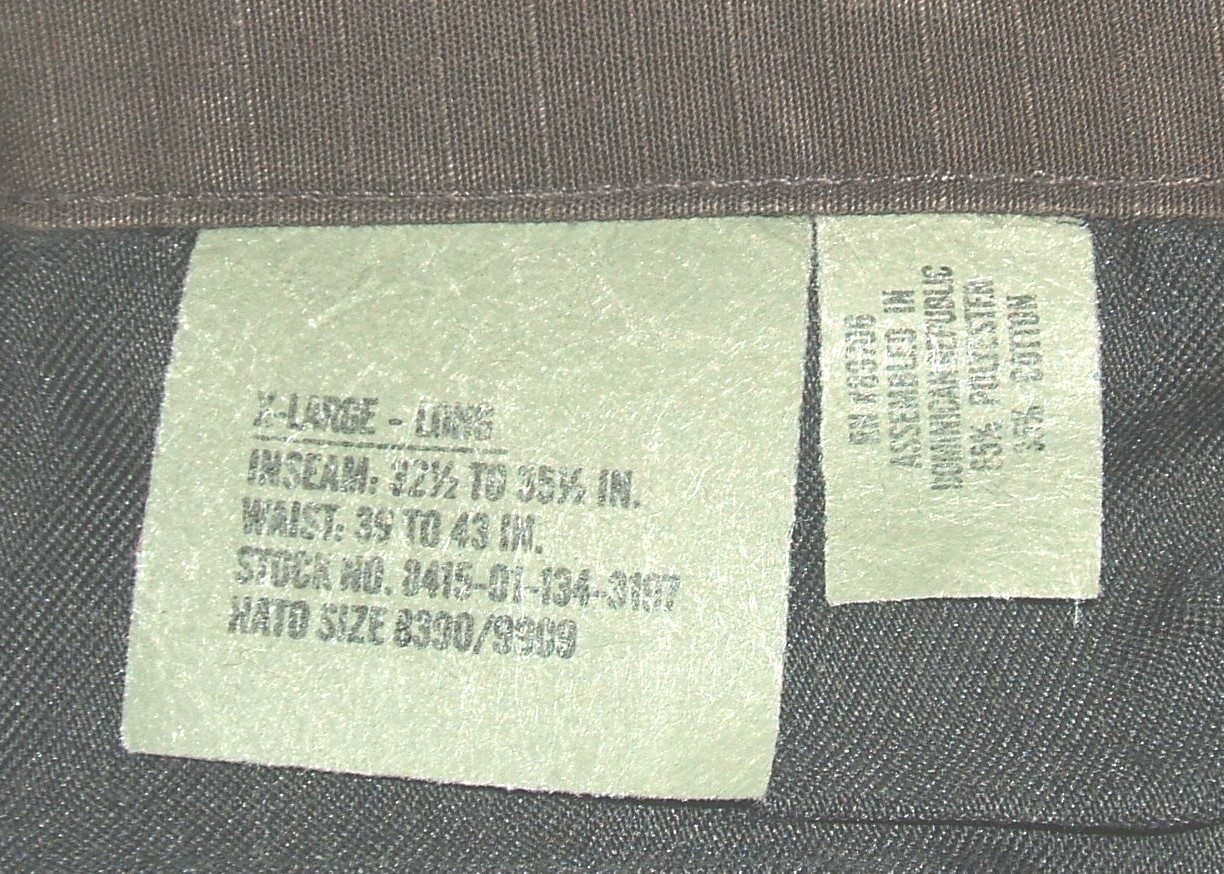 X-LARGE - LONG
INSEAM: 32½ TO 35½ IN.
WAIST: 39 TO 43 IN.
STOCK NO. 8415-01-134-3197
NATO SIZE 8390/9909
RN
ASSEMBLED IN
DOMINICAN REPUBLIC
65% POLYESTER
35% COTTON